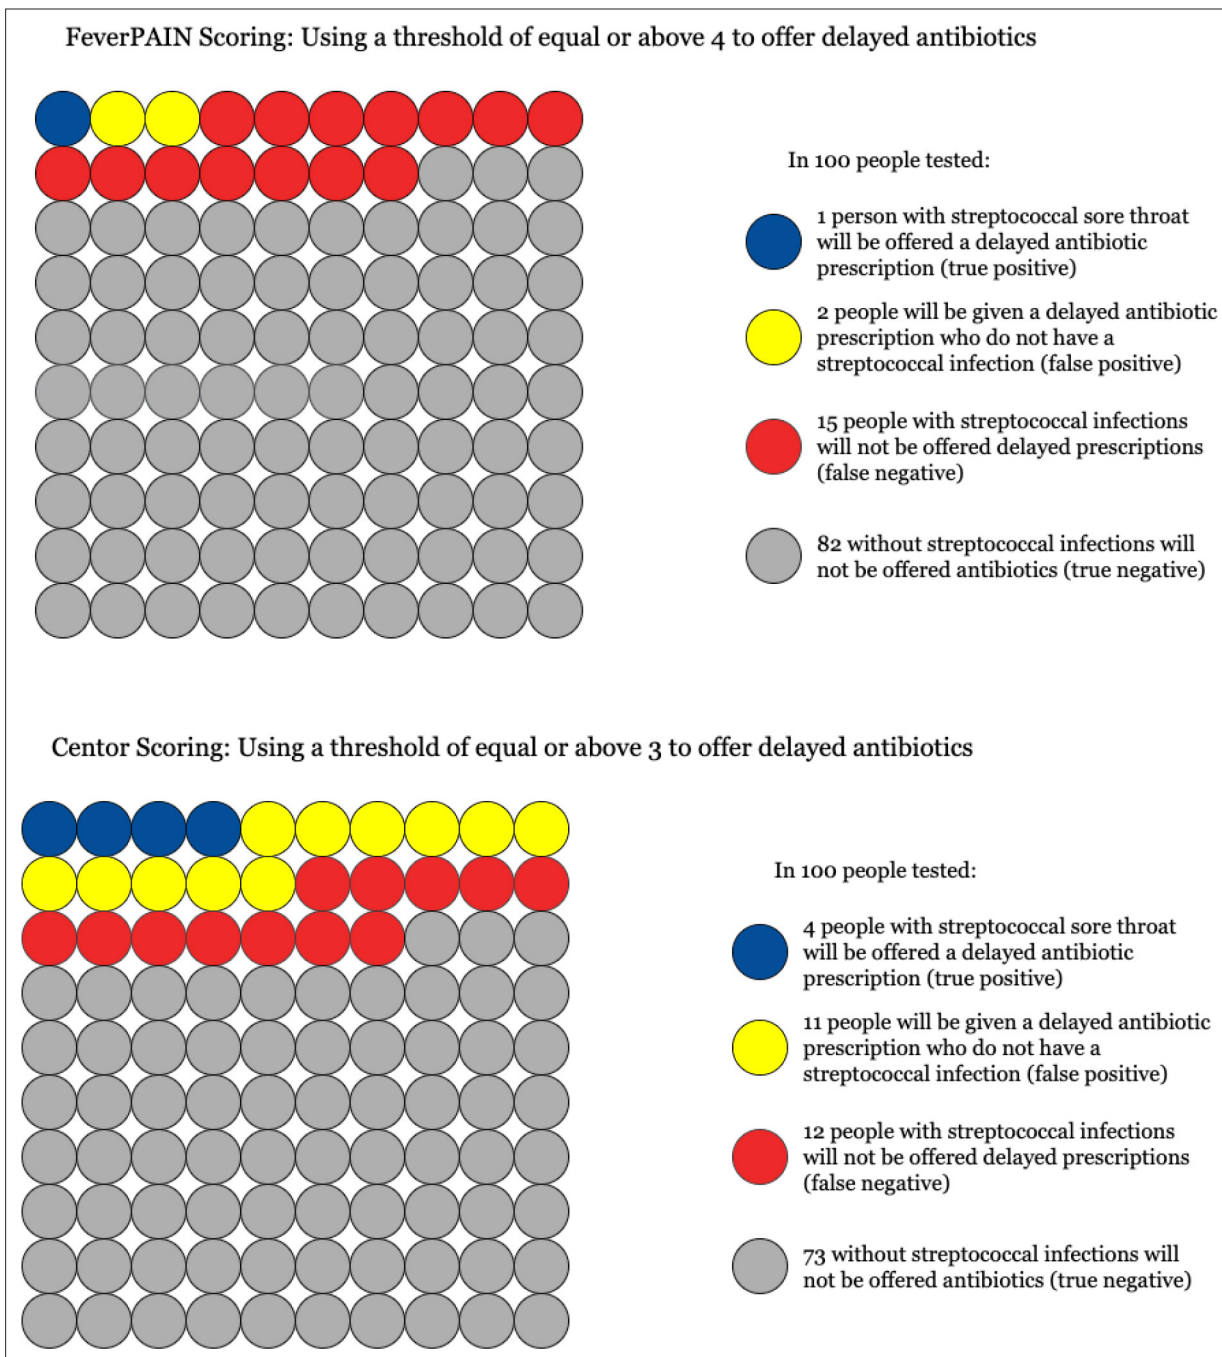 FeverPAIN Scoring: Using a threshold of equal or above 4 to offer delayed antibiotics
In 100 people tested:
1 person with streptococcal sore throat
will be offered a delayed antibiotic
prescription (true positive)
2 people will be given a delayed antibiotic
prescription who do not have a
streptococcal infection (false positive)
15 people with streptococcal infections
will not be offered delayed prescriptions
(false negative)
82 without streptococcal infections will
not be offered antibiotics (true negative)
Centor Scoring: Using a threshold of equal or above 3 to offer delayed antibiotics
In 100 people tested:
4 people with streptococcal sore throat
will be offered a delayed antibiotic
prescription (true positive)
11 people will be given a delayed antibiotic
prescription who do not have a
streptococcal infection (false positive)
12 people with streptococcal infections
will not be offered delayed prescriptions
(false negative)
73 without streptococcal infections will
not be offered antibiotics (true negative)